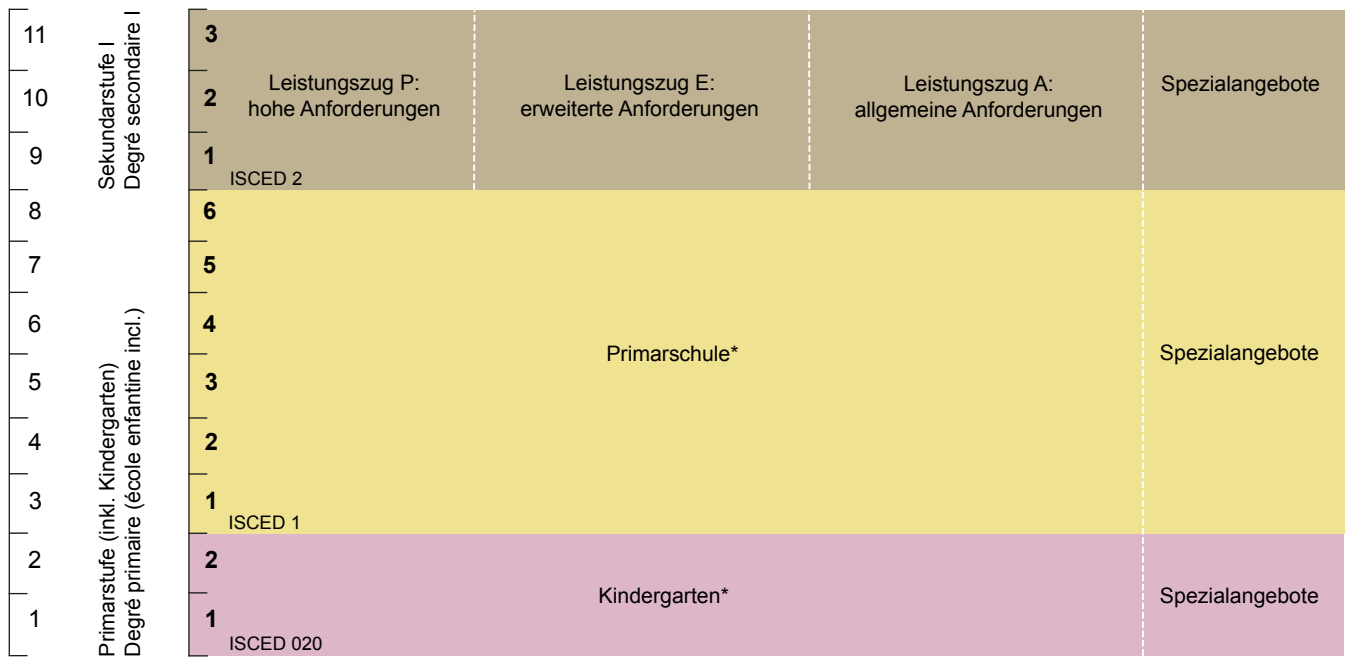 11
10
9
8
7
6
5
4
3
2
1
Sekundarstufe I
Degré secondaire I
Primarstufe (inkl. Kindergarten)
Degré primaire (école enfantine incl.)
3
2
1
Leistungszug P:
hohe Anforderungen
Leistungszug E:
erweiterte Anforderungen
Leistungszug A:
allgemeine Anforderungen
Spezialangebote
ISCED 2
6
5
4
3
2
1
Primarschule*
Spezialangebote
ISCED 1
2
1
Kindergarten*
Spezialangebote
ISCED 020